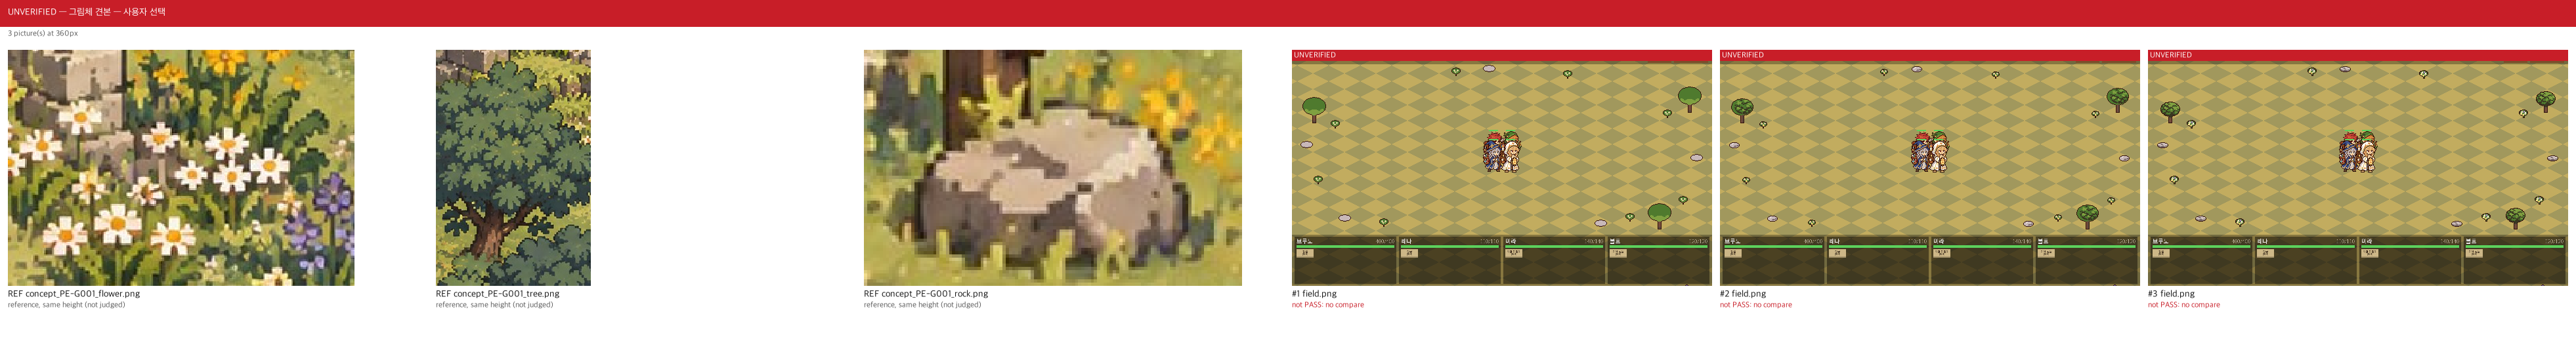 UNVERIFIED — 그림체 견본 — 사용자 선택
3 picture(s) at 360px
UNVERIFIED
UNVERIFIED
UNVERIFIED
REF concept_PE-G001_flower.png
reference, same height (not judged)
REF concept_PE-G001_tree.png
reference, same height (not judged)
REF concept_PE-G001_rock.png
reference, same height (not judged)
#1 field.png
not PASS: no compare
#2 field.png
not PASS: no compare
#3 field.png
not PASS: no compare